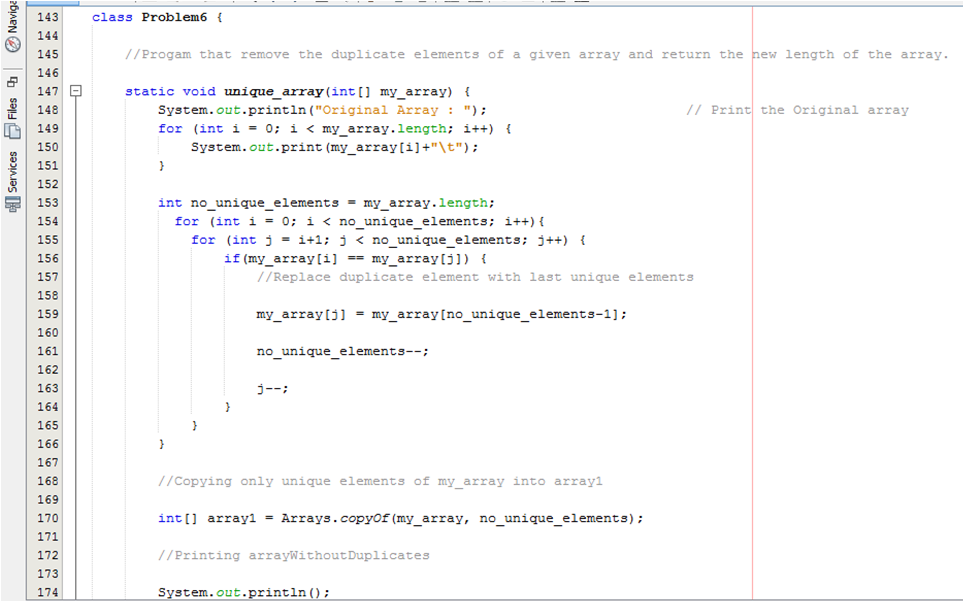 143 class Problem6 {
144
145 //Progam that remove the duplicate elements of a given array and return the new length of the array.
146
147 static void unique_array(int[] my_array) {
148 System.out.println("Original Array : "); // Print the Original array
149 for (int i = 0; i < my_array.length; i++) {
150 System.out.print(my_array[i]+"\t");
151 }
152
153 int no_unique_elements = my_array.length;
154 for (int i = 0; i < no_unique_elements; i++){
155 for (int j = i+1; j < no_unique_elements; j++) {
156 if(my_array[i] == my_array[j]) {
157 //Replace duplicate element with last unique elements
158
159 my_array[j] = my_array[no_unique_elements-1];
160
161 no_unique_elements--;
162
163 j--;
164 }
165 }
166 }
167
168 //Copying only unique elements of my_array into array1
169
170 int[] array1 = Arrays.copyOf(my_array, no_unique_elements);
171
172 //Printing arrayWithoutDuplicates
173
174 System.out.println();
Files
Services